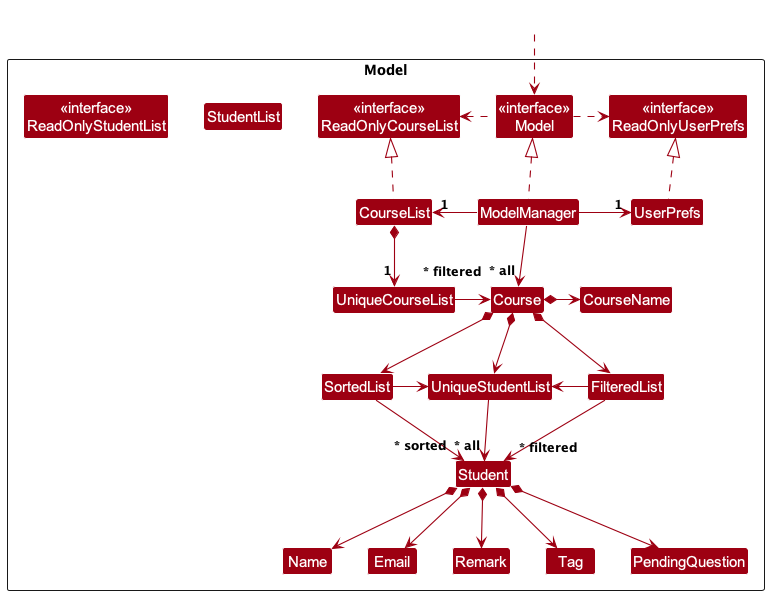 Model
«interface»
ReadOnlyStudentList
StudentList
«interface»
ReadOnlyCourseList
«interface»
Model
«interface»
ReadOnlyUserPrefs
CourseList
1
ModelManager
1
UserPrefs
1
* filtered
* all
UniqueCourseList
Course
CourseName
SortedList
UniqueStudentList
FilteredList
* sorted
* all
* filtered
Student
Name
Email
Remark
Tag
PendingQuestion